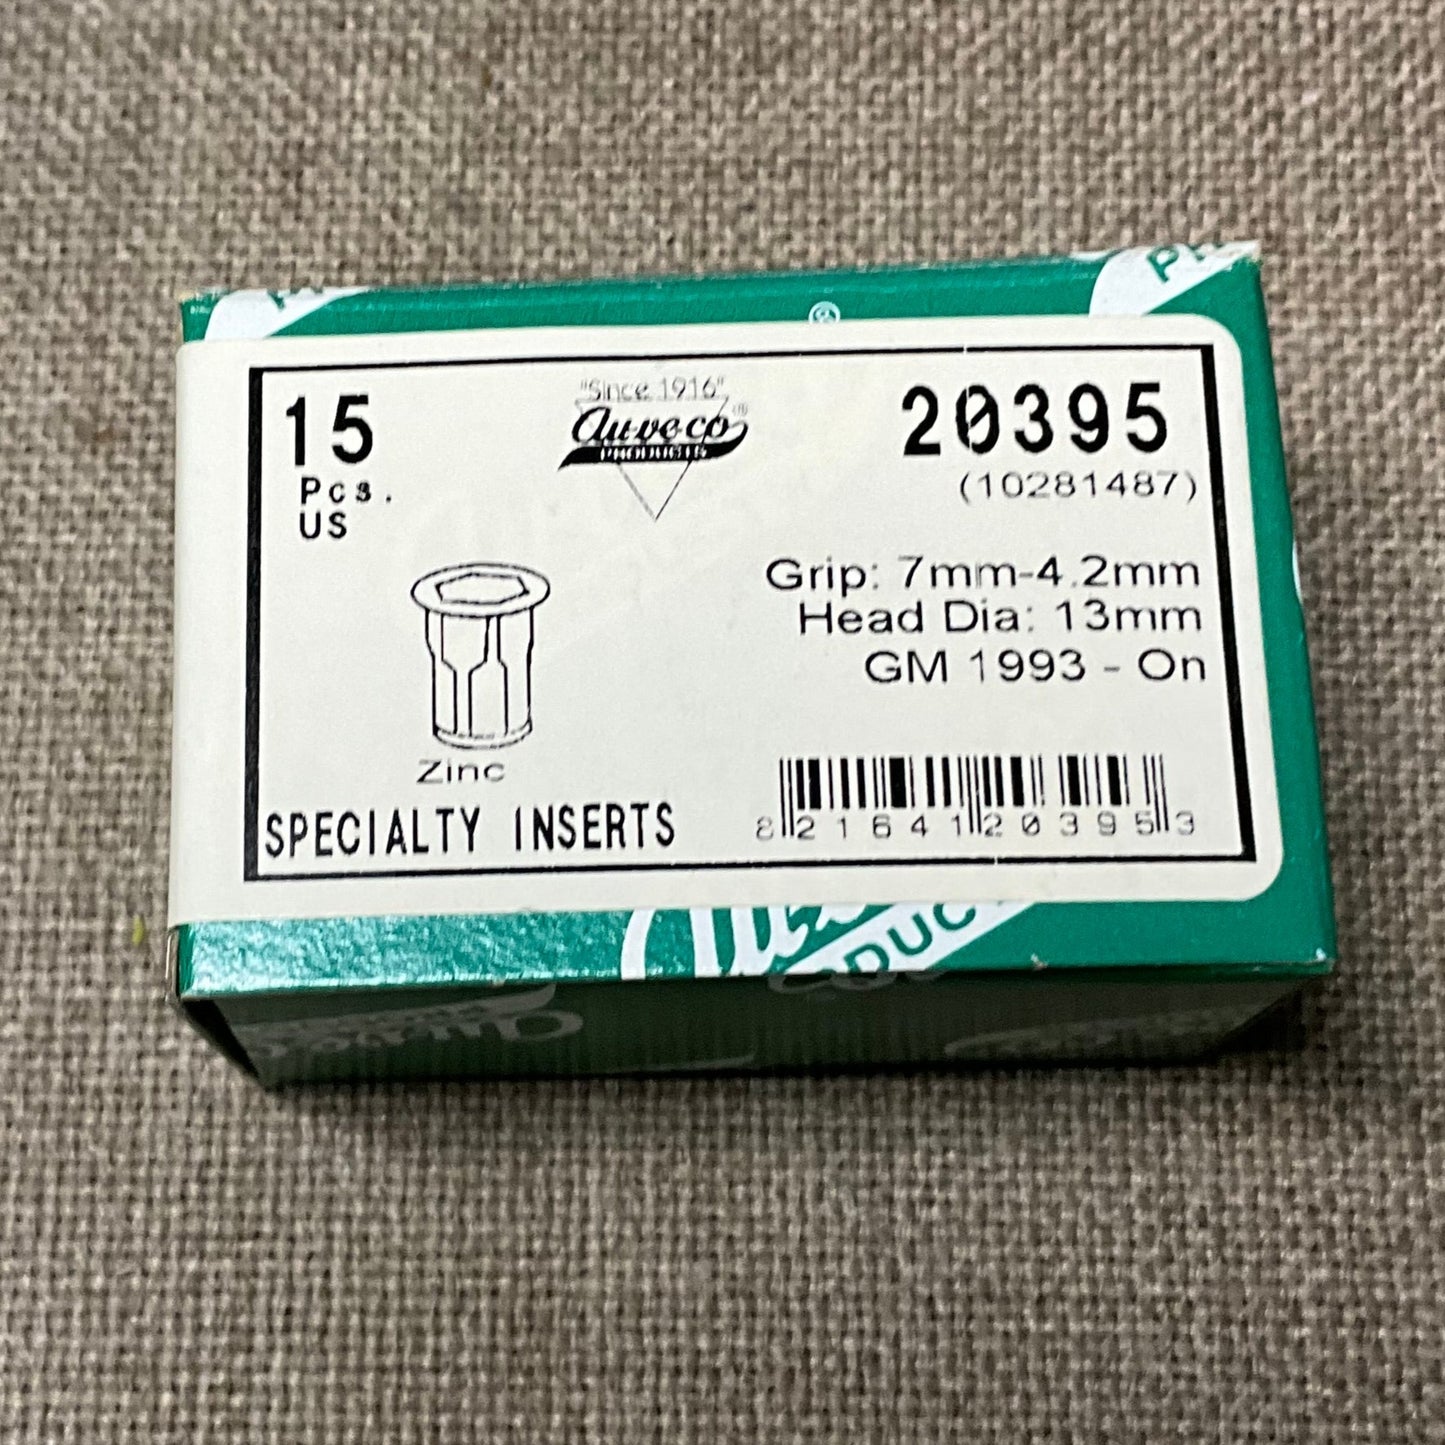 ®
15
Pcs.
US
"Since 1916"
Au-ve-co®
PRODUCTS
20395
(10281487)
Grip: 7mm-4.2mm
Head Dia: 13mm
GM 1993 - On
Zinc
SPECIALTY INSERTS
8 21641 20395 3